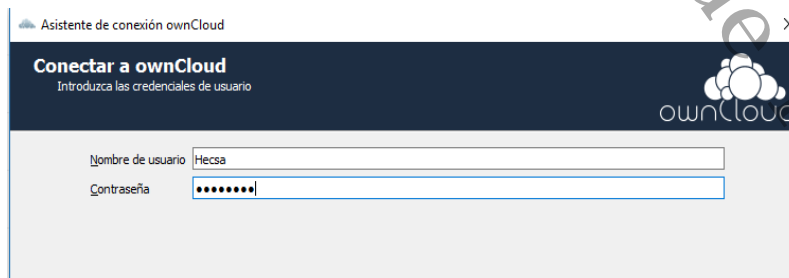 Asistente de conexión ownCloud
Conectar a ownCloud
Introduzca las credenciales de usuario
ownCloud
Nombre de usuario Hecsa
Contraseña ••••••••